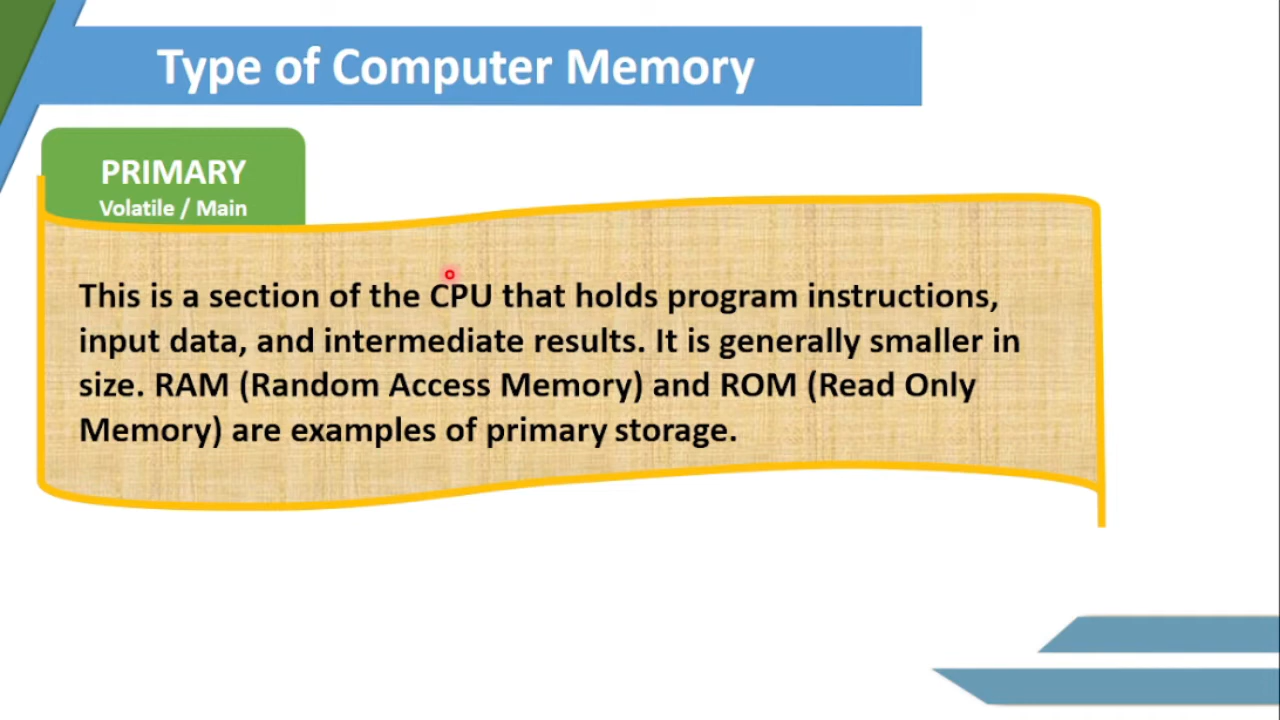 Type of Computer Memory
PRIMARY
Volatile / Main
This is a section of the CPU that holds program instructions,
input data, and intermediate results. It is generally smaller in
size. RAM (Random Access Memory) and ROM (Read Only
Memory) are examples of primary storage.